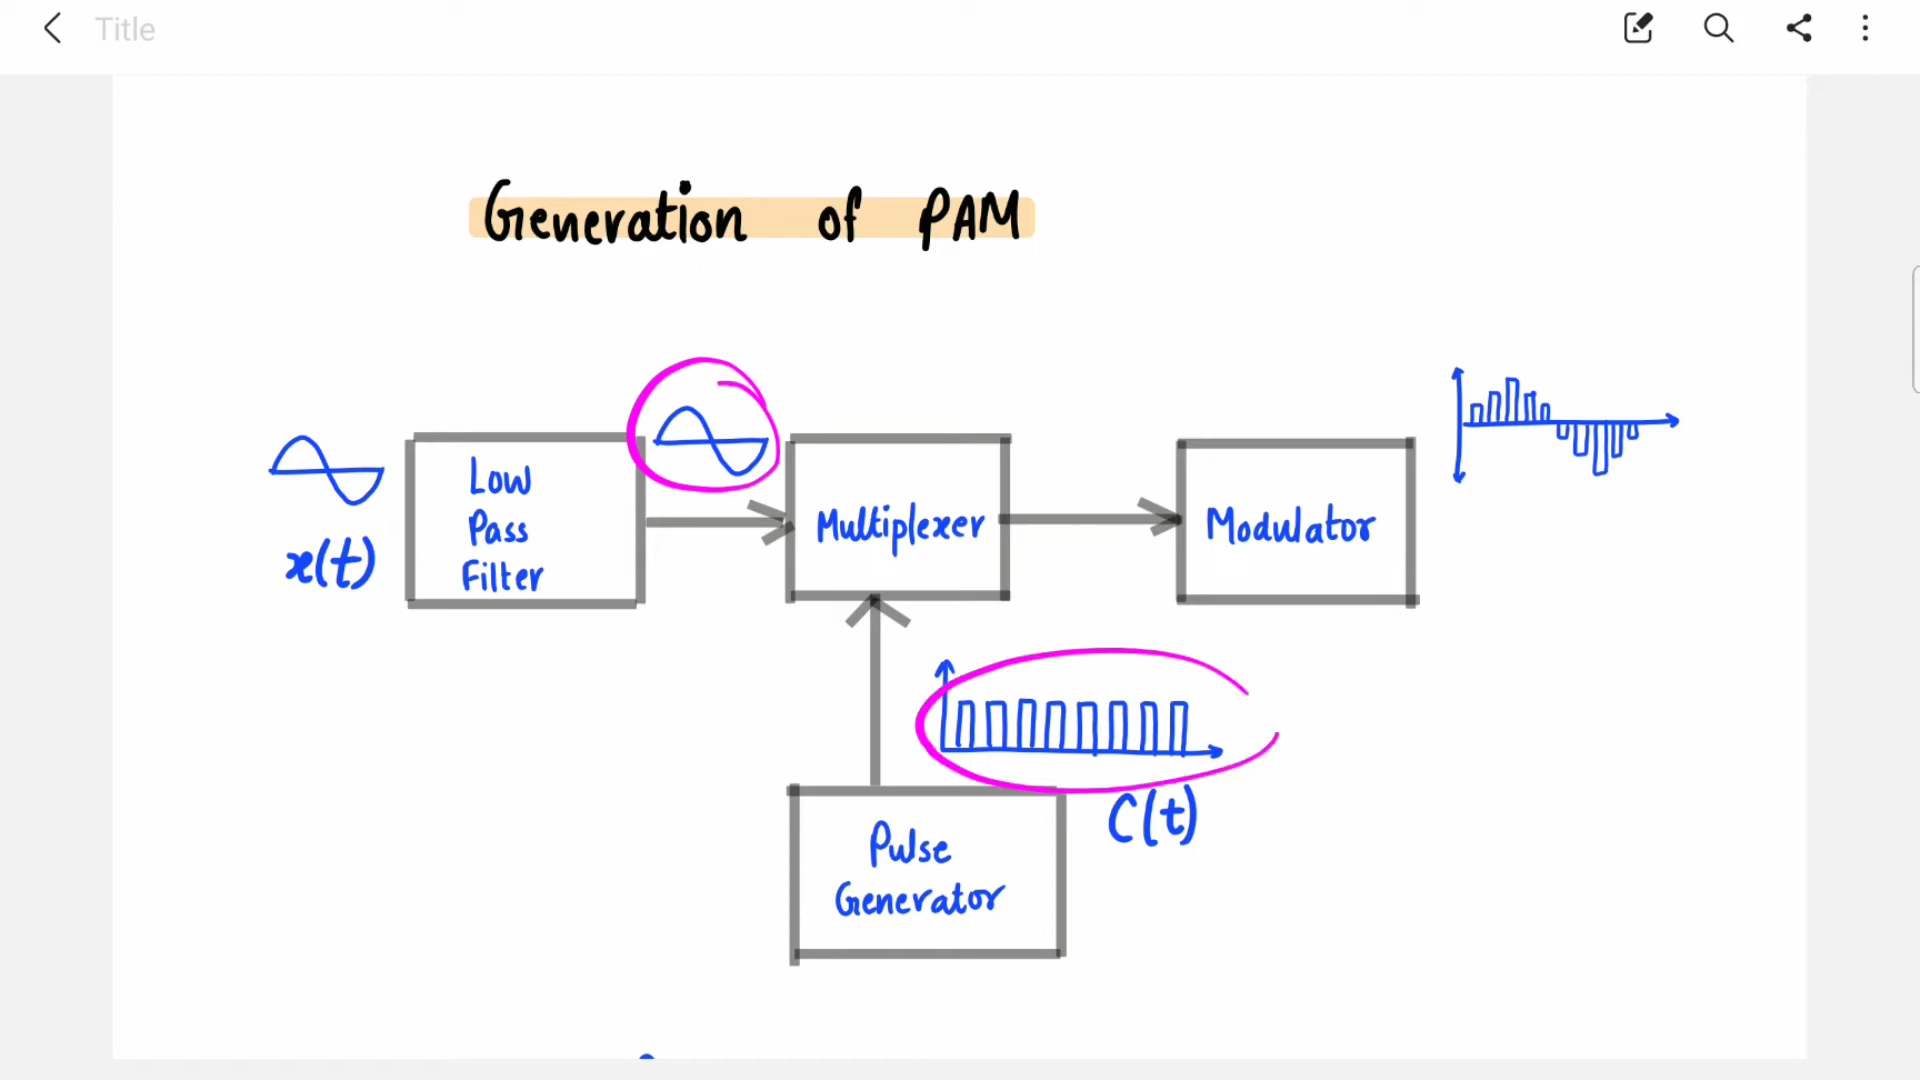 Title
Generation of PAM
x(t)
Low
Pass
Filter
Multiplexer
Modulator
C(t)
Pulse
Generator